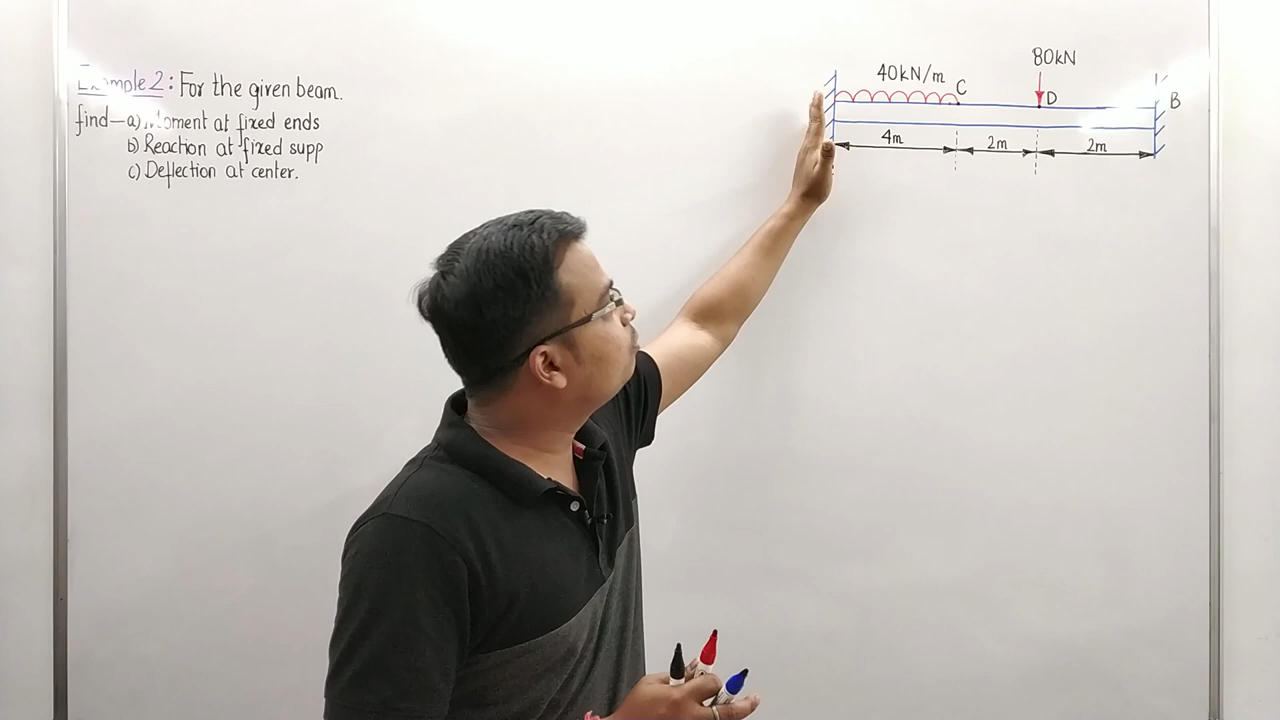 Example 2: For the given beam.
find—a) Moment at fixed ends
b) Reaction at fixed supp
c) Deflection at center.
80kN
40kN/m
C
D
B
4m
2m
2m